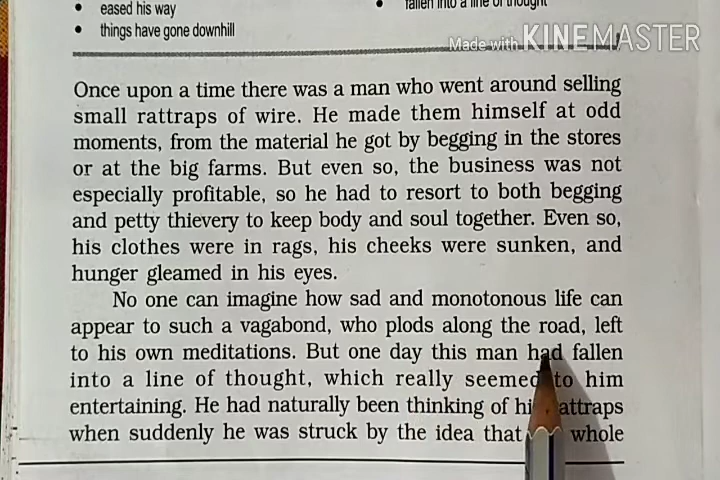 eased his way
fallen into a line of thought
things have gone downhill
Made with KINEMASTER
Once upon a time there was a man who went around selling
small rattraps of wire. He made them himself at odd
moments, from the material he got by begging in the stores
or at the big farms. But even so, the business was not
especially profitable, so he had to resort to both begging
and petty thievery to keep body and soul together. Even so,
his clothes were in rags, his cheeks were sunken, and
hunger gleamed in his eyes.
No one can imagine how sad and monotonous life can
appear to such a vagabond, who plods along the road, left
to his own meditations. But one day this man had fallen
into a line of thought, which really seemed to him
entertaining. He had naturally been thinking of
when suddenly he was struck by the idea that whole